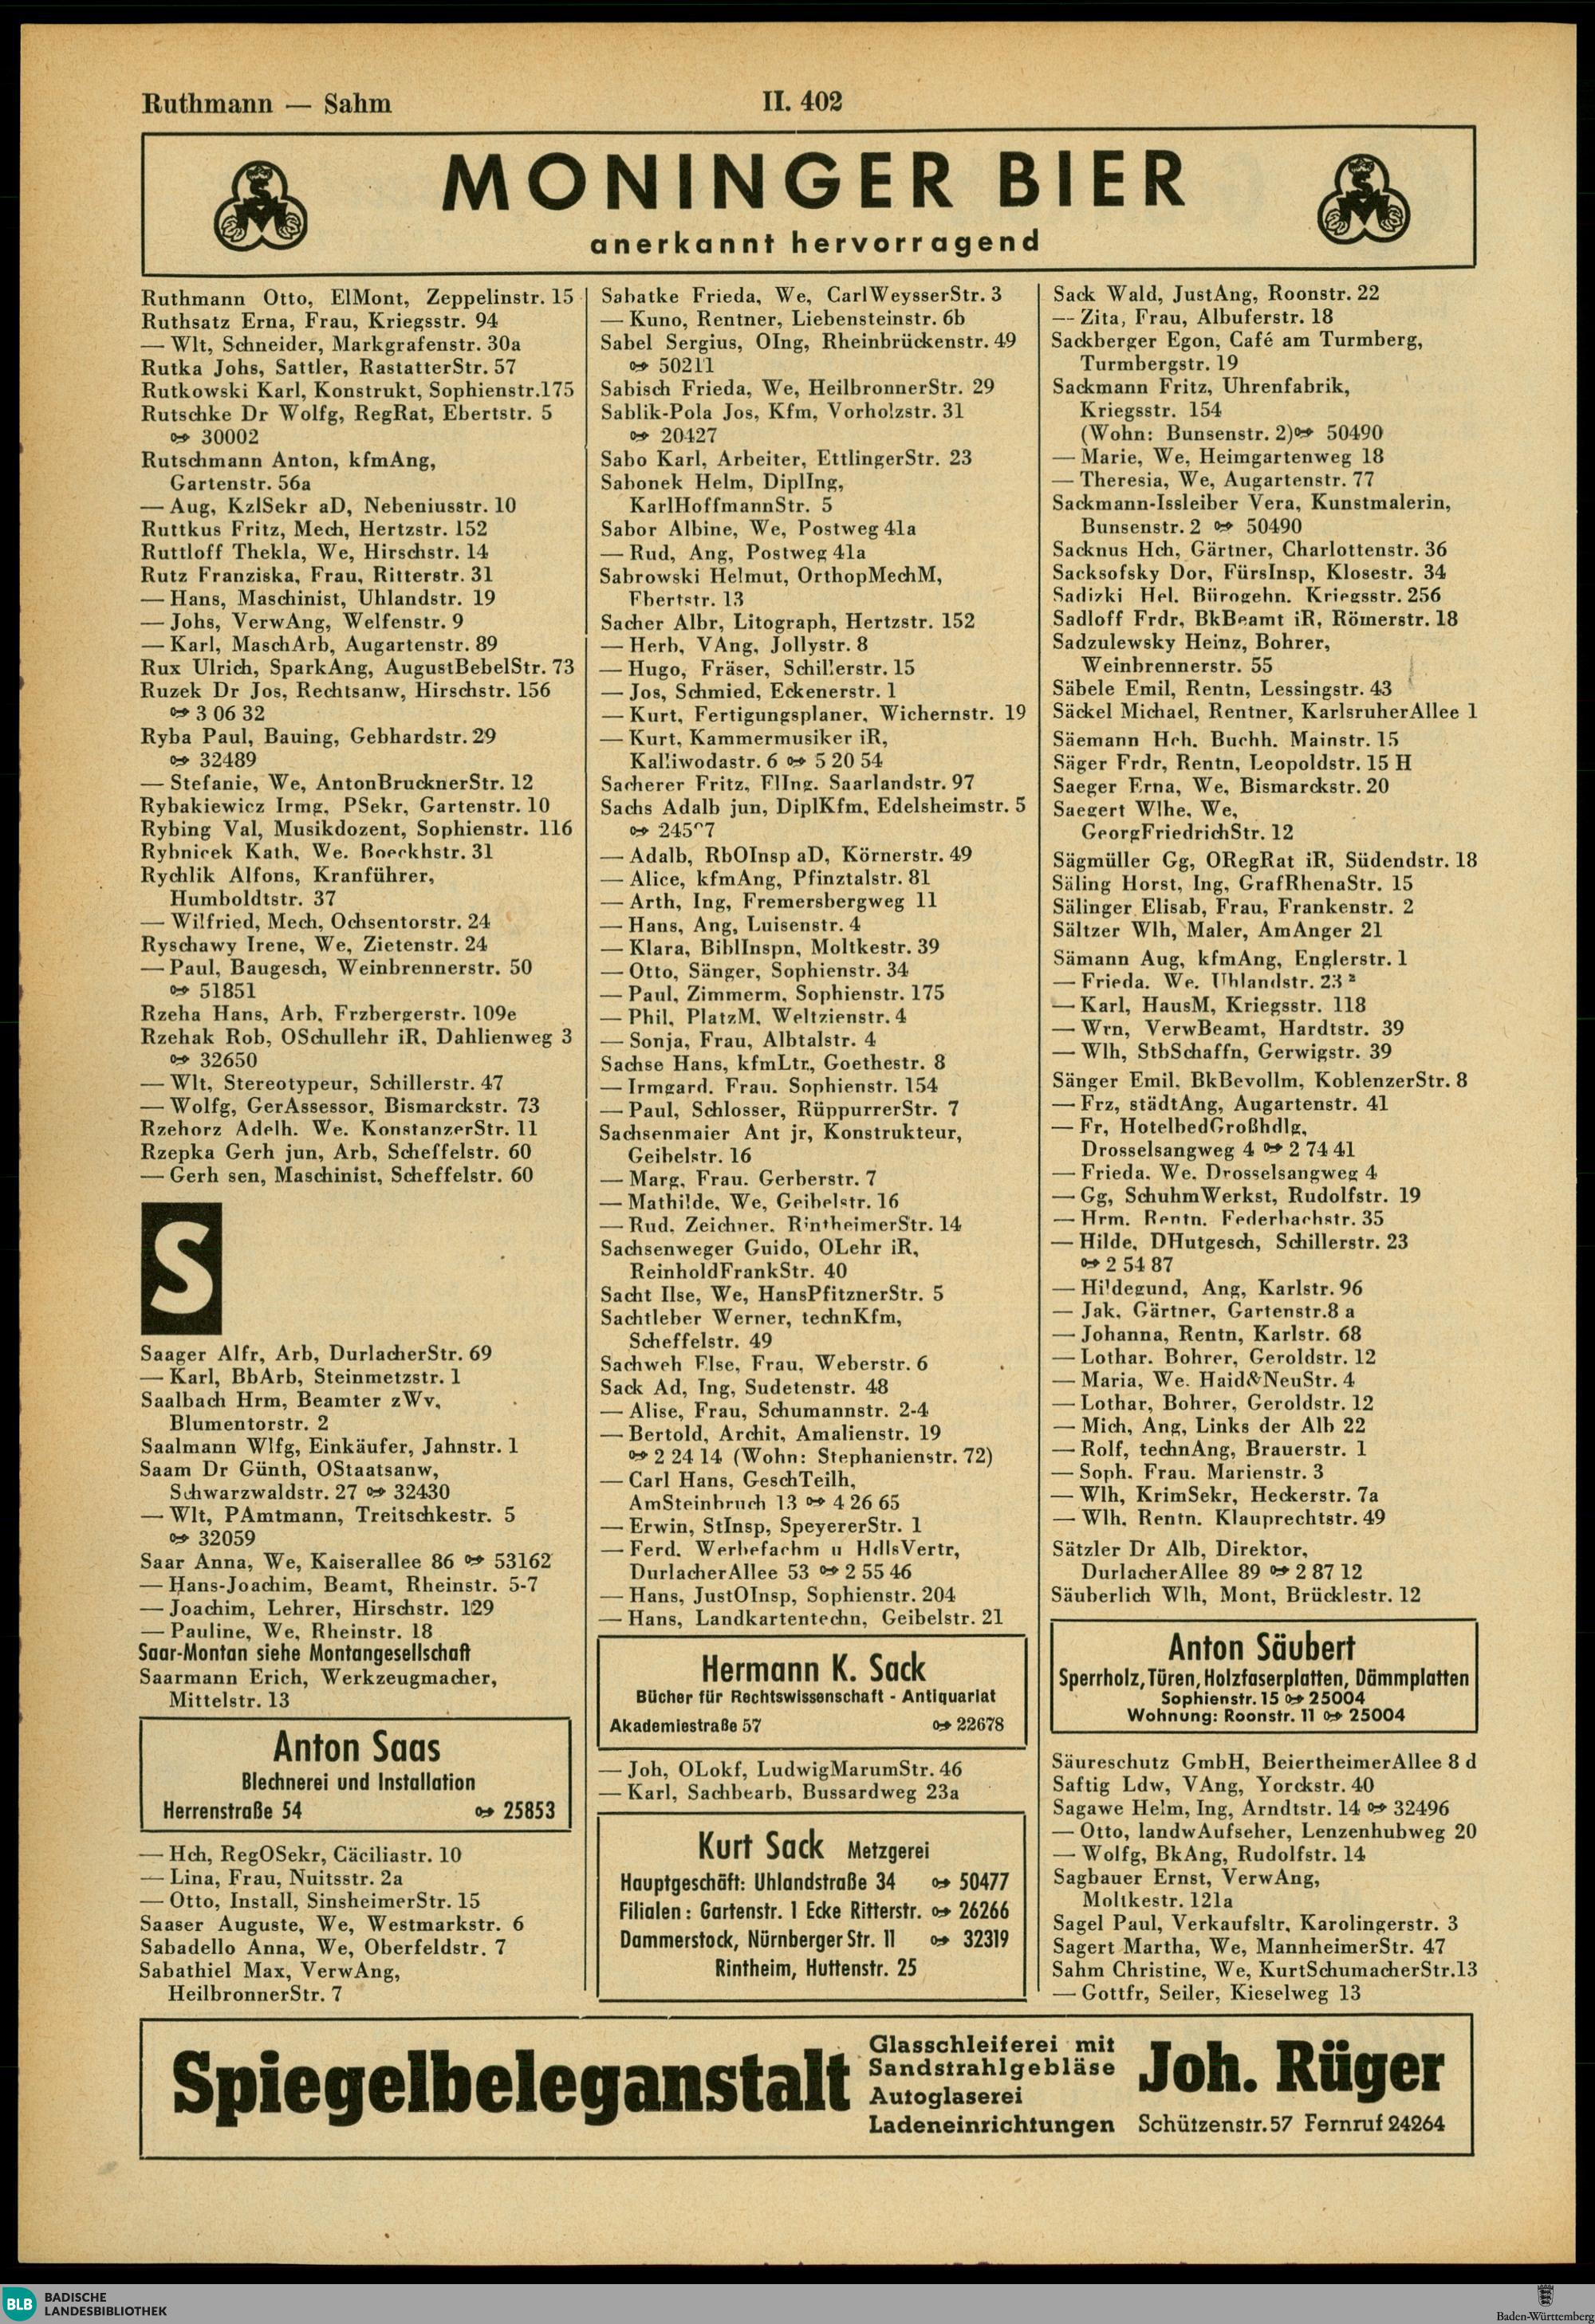 Ruthmann — Sahm
II. 402
MONINGER BIER
anerkannt hervorragend
Ruthmann Otto, ElMont, Zeppelinstr. 15
Ruthsatz Erna, Frau, Kriegsstr. 94
— Wlt, Schneider, Markgrafenstr. 30a
Rutka Johs, Sattler, RastatterStr. 57
Rutkowski Karl, Konstrukt, Sophienstr.175
Rutschke Dr Wolfg, RegRat, Ebertstr. 5
30002
Rutschmann Anton, kfmAng,
Gartenstr. 56a
— Aug, KzlSekr aD, Nebeniusstr. 10
Ruttkus Fritz, Mech, Hertzstr. 152
Ruttloff Thekla, We, Hirschstr. 14
Rutz Franziska, Frau, Ritterstr. 31
— Hans, Maschinist, Uhlandstr. 19
— Johs, VerwAng, Welfenstr. 9
— Karl, MaschArb, Augartenstr. 89
Rux Ulrich, SparkAng, AugustBebelStr. 73
Ruzek Dr Jos, Rechtsanw, Hirschstr. 156
3 06 32
Ryba Paul, Bauing, Gebhardstr. 29
32489
— Stefanie, We, AntonBrucknerStr. 12
Rybakiewicz Irmg, PSekr, Gartenstr. 10
Rybing Val, Musikdozent, Sophienstr. 116
Rybnicek Kath, We. Boeckhstr. 31
Rychlik Alfons, Kranführer,
Humboldtstr. 37
— Wilfried, Mech, Ochsentorstr. 24
Ryschawy Irene, We, Zietenstr. 24
— Paul, Baugesch, Weinbrennerstr. 50
51851
Rzeha Hans, Arb, Erzbergerstr. 109e
Rzehak Rob, OSchullehr iR, Dahlienweg 3
32650
— Wlt, Stereotypeur, Schillerstr. 47
— Wolfg, GerAssessor, Bismarckstr. 73
Rzehorz Adelh. We. KonstanzerStr. 11
Rzepka Gerh jun, Arb, Scheffelstr. 60
— Gerh sen, Maschinist, Scheffelstr. 60
S
Saager Alfr, Arb, DurlacherStr. 69
— Karl, BbArb, Steinmetzstr. 1
Saalbach Hrm, Beamter zWv,
Blumentorstr. 2
Saalmann Wlfg, Einkäufer, Jahnstr. 1
Saam Dr Günth, OStaatsanw,
Schwarzwaldstr. 27 32430
— Wlt, PAmtmann, Treitschkestr. 5
32059
Saar Anna, We, Kaiserallee 86 53162
— Hans-Joachim, Beamt, Rheinstr. 5-7
— Joachim, Lehrer, Hirschstr. 129
— Pauline, We, Rheinstr. 18
Saar-Montan siehe Montangesellschaft
Saarmann Erich, Werkzeugmacher,
Mittelstr. 13
Anton Saas
Blechnerei und Installation
Herrenstraße 54 25853
— Hch, RegOSekr, Cäciliastr. 10
— Lina, Frau, Nuitsstr. 2a
— Otto, Install, SinsheimerStr. 15
Saaser Auguste, We, Westmarkstr. 6
Sabadello Anna, We, Oberfeldstr. 7
Sabathiel Max, VerwAng,
HeilbronnerStr. 7
Sabatke Frieda, We, CarlWeysserStr. 3
— Kuno, Rentner, Liebensteinstr. 6b
Sabel Sergius, OIng, Rheinbrückenstr. 49
50211
Sabisch Frieda, We, HeilbronnerStr. 29
Sablik-Pola Jos, Kfm, Vorholzstr. 31
20427
Sabo Karl, Arbeiter, EttlingerStr. 23
Sabonek Helm, DiplIng,
KarlHoffmannStr. 5
Sabor Albine, We, Postweg 41a
— Rud, Ang, Postweg 41a
Sabrowski Helmut, OrthopMechM,
Ebertstr. 13
Sacher Albr, Litograph, Hertzstr. 152
— Herb, VAng, Jollystr. 8
— Hugo, Fräser, Schillerstr. 15
— Jos, Schmied, Eckenerstr. 1
— Kurt, Fertigungsplaner, Wichernstr. 19
— Kurt, Kammermusiker iR,
Kalliwodastr. 6 5 20 54
Sacherer Fritz, ElIng. Saarlandstr. 97
Sachs Adalb jun, DiplKfm, Edelsheimstr. 5
— Adalb, RbOInsp aD, Körnerstr. 49
— Alice, kfmAng, Pfinztalstr. 81
— Arth, Ing, Fremersbergweg 11
— Hans, Ang, Luisenstr. 4
— Klara, BiblInspn, Moltkestr. 39
— Otto, Sänger, Sophienstr. 34
— Paul, Zimmerm, Sophienstr. 175
— Phil, PlatzM, Weltzienstr. 4
— Sonja, Frau, Albtalstr. 4
Sachse Hans, kfmLtr, Goethestr. 8
— Irmgard, Frau. Sophienstr. 154
— Paul, Schlosser, RüppurrerStr. 7
Sachsenmaier Ant jr, Konstrukteur,
Geibelstr. 16
— Marg, Frau. Gerberstr. 7
— Mathilde, We, Geibelstr. 16
— Rud, Zeichner, RintheimerStr. 14
Sachsenweger Guido, OLehr iR,
ReinholdFrankStr. 40
Sacht Ilse, We, HansPfitznerStr. 5
Sachtleber Werner, technKfm,
Scheffelstr. 49
Sachweh Else, Frau, Weberstr. 6
Sack Ad, Ing, Sudetenstr. 48
— Alise, Frau, Schumannstr. 2-4
— Bertold, Archit, Amalienstr. 19
2 24 14 (Wohn: Stephanienstr. 72)
— Carl Hans, GeschTeilh,
AmSteinbruch 13 4 26 65
— Erwin, StInsp, SpeyererStr. 1
— Ferd. Werbefachm u HdlsVertr,
DurlacherAllee 53 2 55 46
— Hans, JustOInsp, Sophienstr. 204
— Hans, Landkartentechn, Geibelstr. 21
Hermann K. Sack
Bücher für Rechtswissenschaft - Antiquariat
Akademiestraße 57 22678
— Joh, OLokf, LudwigMarumStr. 46
— Karl, Sachbearb, Bussardweg 23a
Kurt Sack Metzgerei
Hauptgeschäft: Uhlandstraße 34 50477
Filialen: Gartenstr. 1 Ecke Ritterstr. 26266
Dammerstock, Nürnberger Str. 11 32319
Rintheim, Huttenstr. 25
Sack Wald, JustAng, Roonstr. 22
— Zita, Frau, Albuferstr. 18
Sackberger Egon, Café am Turmberg,
Turmbergstr. 19
Sackmann Fritz, Uhrenfabrik,
Kriegsstr. 154
(Wohn: Bunsenstr. 2) 50490
— Marie, We, Heimgartenweg 18
— Theresia, We, Augartenstr. 77
Sackmann-Issleiber Vera, Kunstmalerin,
Bunsenstr. 2 50490
Sacknus Hch, Gärtner, Charlottenstr. 36
Sacksofsky Dor, FürsInsp, Klosestr. 34
Sadizki Hel. Bürogehn. Kriegsstr. 256
Sadloff Frdr, BkBeamt iR, Römerstr. 18
Sadzulewsky Heinz, Bohrer,
Weinbrennerstr. 55
Säbele Emil, Rentn, Lessingstr. 43
Säckel Michael, Rentner, KarlsruherAllee 1
Säemann Hch. Buchh. Mainstr. 15
Säger Frdr, Rentn, Leopoldstr. 15 H
Saeger Erna, We, Bismarckstr. 20
Saegert Wlhe, We,
GeorgFriedrichStr. 12
Sägmüller Gg, ORegRat iR, Südendstr. 18
Säling Horst, Ing, GrafRhenaStr. 15
Sälinger Elisab, Frau, Frankenstr. 2
Sältzer Wlh, Maler, AmAnger 21
Sämann Aug, kfmAng, Englerstr. 1
— Frieda. We. Uhlandstr. 23
— Karl, HausM, Kriegsstr. 118
— Wrn, VerwBeamt, Hardtstr. 39
— Wlh, StbSchaffn, Gerwigstr. 39
Sänger Emil, BkBevollm, KoblenzerStr. 8
— Frz, städtAng, Augartenstr. 41
— Fr, HotelbedGroßhdlg,
Drosselsangweg 4 2 74 41
— Frieda, We, Drosselsangweg 4
— Gg, SchuhmWerkst, Rudolfstr. 19
— Hrm. Rentn. Federbachstr. 35
— Hilde, DHutgesch, Schillerstr. 23
2 54 87
— Hildegund, Ang, Karlstr. 96
— Jak, Gärtner, Gartenstr.8 a
— Johanna, Rentn, Karlstr. 68
— Lothar. Bohrer, Geroldstr. 12
— Maria, We. Haid&NeuStr. 4
— Lothar, Bohrer, Geroldstr. 12
— Mich, Ang, Links der Alb 22
— Rolf, technAng, Brauerstr. 1
— Soph. Frau. Marienstr. 3
— Wlh, KrimSekr, Heckerstr. 7a
— Wlh. Rentn. Klauprechtstr. 49
Sätzler Dr Alb, Direktor,
DurlacherAllee 89 2 87 12
Säuberlich Wlh, Mont, Brücklestr. 12
Anton Säubert
Sperrholz, Türen, Holzfaserplatten, Dämmplatten
Sophienstr. 15 25004
Wohnung: Roonstr. 11 25004
Säureschutz GmbH, BeiertheimerAllee 8 d
Saftig Ldw, VAng, Yorckstr. 40
Sagawe Helm, Ing, Arndtstr. 14 32496
— Otto, landwAufseher, Lenzenhubweg 20
— Wolfg, BkAng, Rudolfstr. 14
Sagbauer Ernst, VerwAng,
Moltkestr. 121a
Sagel Paul, Verkaufsltr, Karolingerstr. 3
Sagert Martha, We, MannheimerStr. 47
Sahm Christine, We, KurtSchumacherStr.13
— Gottfr, Seiler, Kieselweg 13
Spiegelbeleganstalt
Glasschleiferei mit
Sandstrahlgebläse
Autoglaserei
Ladeneinrichtungen
Joh. Rüger
Schützenstr. 57 Fernruf 24264
BLB BADISCHE
LANDESBIBLIOTHEK
Baden-Württemberg